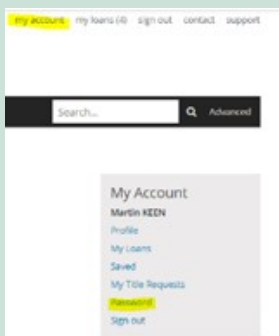 my account my loans (4) sign out contact support
Search... Advanced
My Account
Martin KEEN
Profile
My Loans
Saved
My Title Requests
Password
Sign out